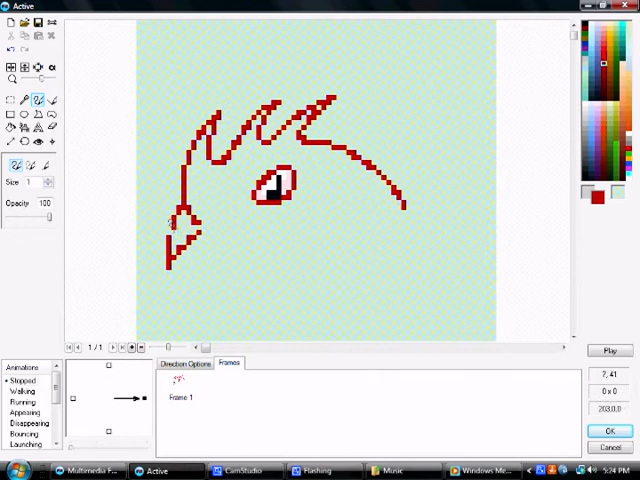 Active
Size 1
Opacity 100
1 / 1
Direction Options Frames
Frame 1
Animations
Stopped
Walking
Running
Appearing
Disappearing
Bouncing
Launching
Play
7, 41
0 x 0
203,0,0
OK
Cancel
Multimedia F... Active CamStudio Flashing Music Windows Me... 5:24 PM